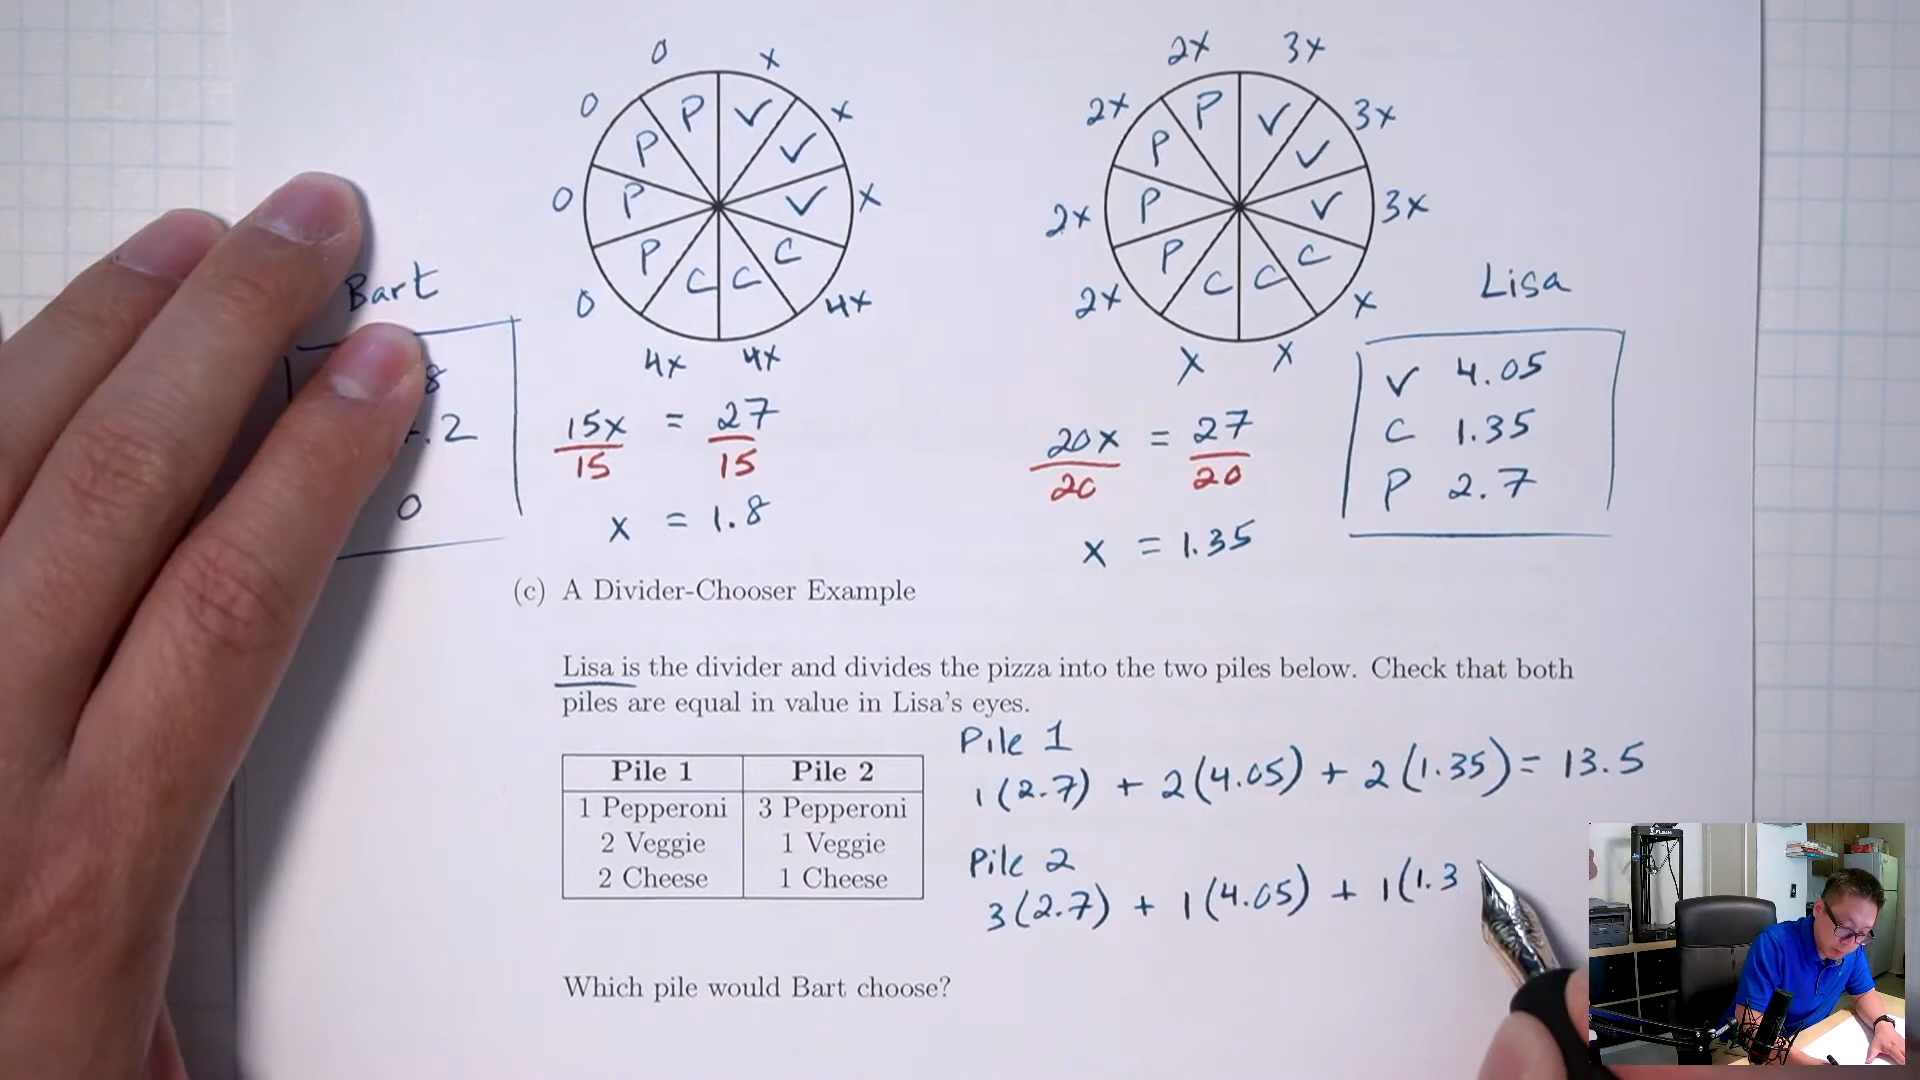 0 x
0 P V x
P V
0 P V x
P C
0 C C 4x
4x 4x
15x = 27
15 15
x = 1.8
2x 3x
2x P V 3x
P V
2x P V 3x
P C
2x C C x
x x
20x = 27
20 20
x = 1.35
Bart
8
.2
0
Lisa
V 4.05
C 1.35
P 2.7
(c) A Divider-Chooser Example
Lisa is the divider and divides the pizza into the two piles below. Check that both
piles are equal in value in Lisa's eyes.
Pile 1 Pile 2
1 Pepperoni 3 Pepperoni
2 Veggie 1 Veggie
2 Cheese 1 Cheese
Pile 1
1(2.7) + 2(4.05) + 2(1.35) = 13.5
Pile 2
3(2.7) + 1(4.05) + 1(1.3
Which pile would Bart choose?